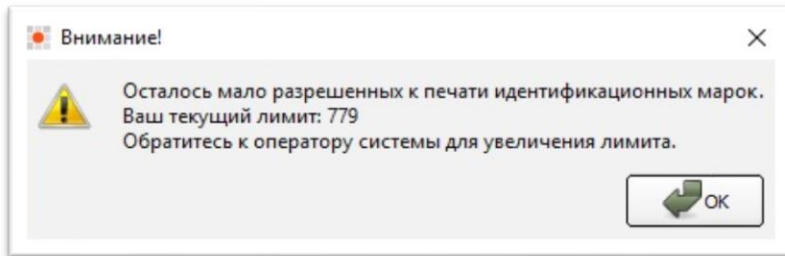 Внимание!
Осталось мало разрешенных к печати идентификационных марок.
Ваш текущий лимит: 779
Обратитесь к оператору системы для увеличения лимита.
ОК